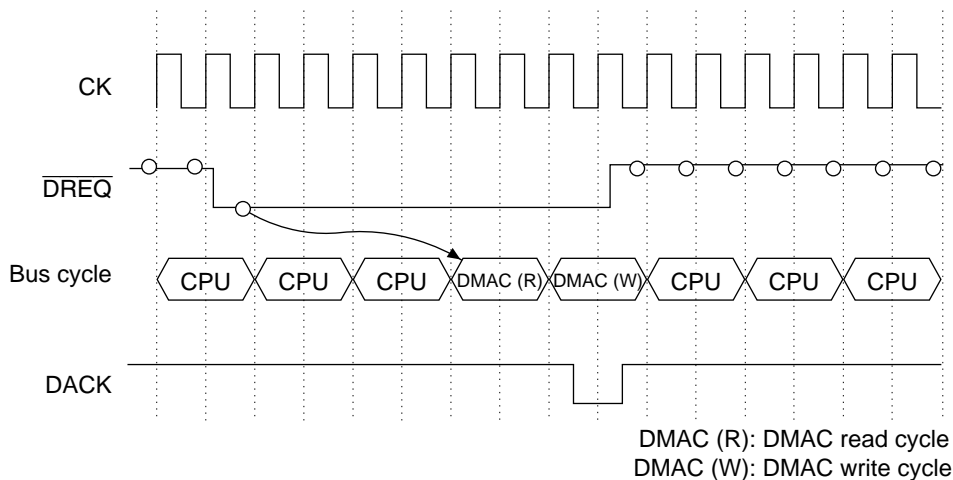 CK
DREQ
Bus cycle CPU CPU CPU DMAC (R) DMAC (W) CPU CPU CPU
DACK
DMAC (R): DMAC read cycle
DMAC (W): DMAC write cycle